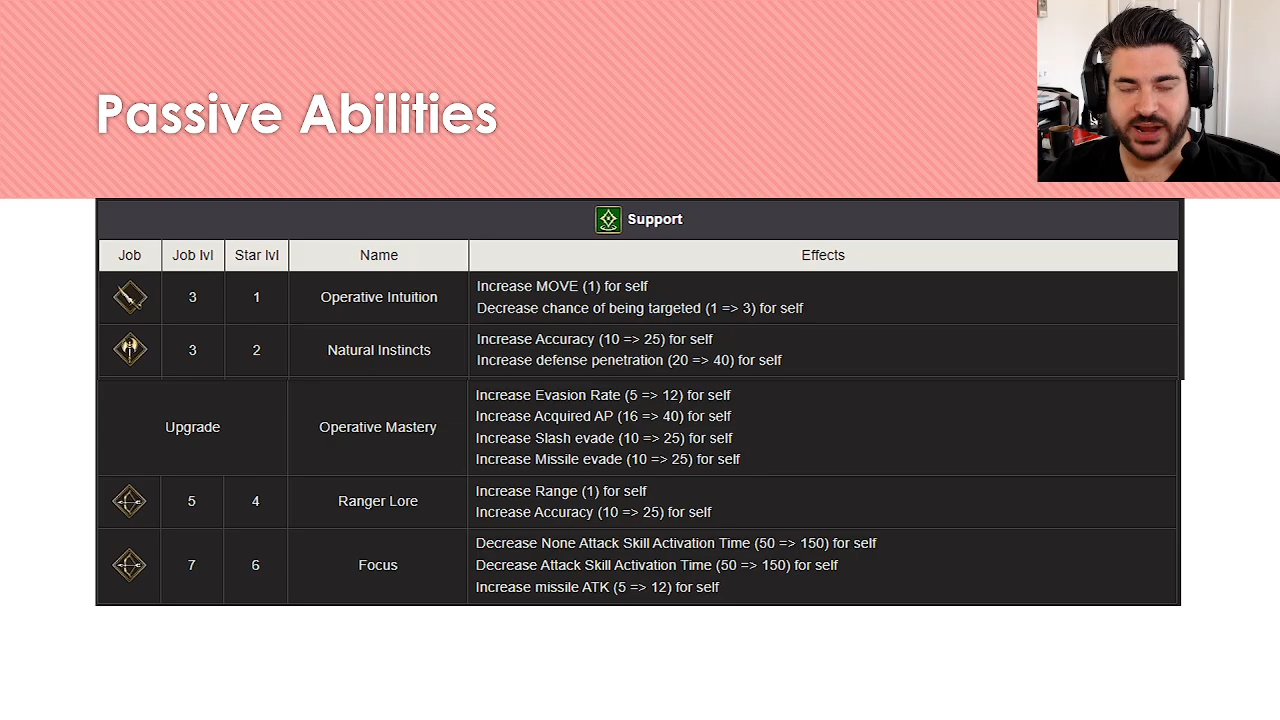 Passive Abilities
Support
Job Job lvl Star lvl Name Effects
3 1 Operative Intuition
Increase MOVE (1) for self
Decrease chance of being targeted (1 => 3) for self
3 2 Natural Instincts
Increase Accuracy (10 => 25) for self
Increase defense penetration (20 => 40) for self
Upgrade Operative Mastery
Increase Evasion Rate (5 => 12) for self
Increase Acquired AP (16 => 40) for self
Increase Slash evade (10 => 25) for self
Increase Missile evade (10 => 25) for self
5 4 Ranger Lore
Increase Range (1) for self
Increase Accuracy (10 => 25) for self
7 6 Focus
Decrease None Attack Skill Activation Time (50 => 150) for self
Decrease Attack Skill Activation Time (50 => 150) for self
Increase missile ATK (5 => 12) for self